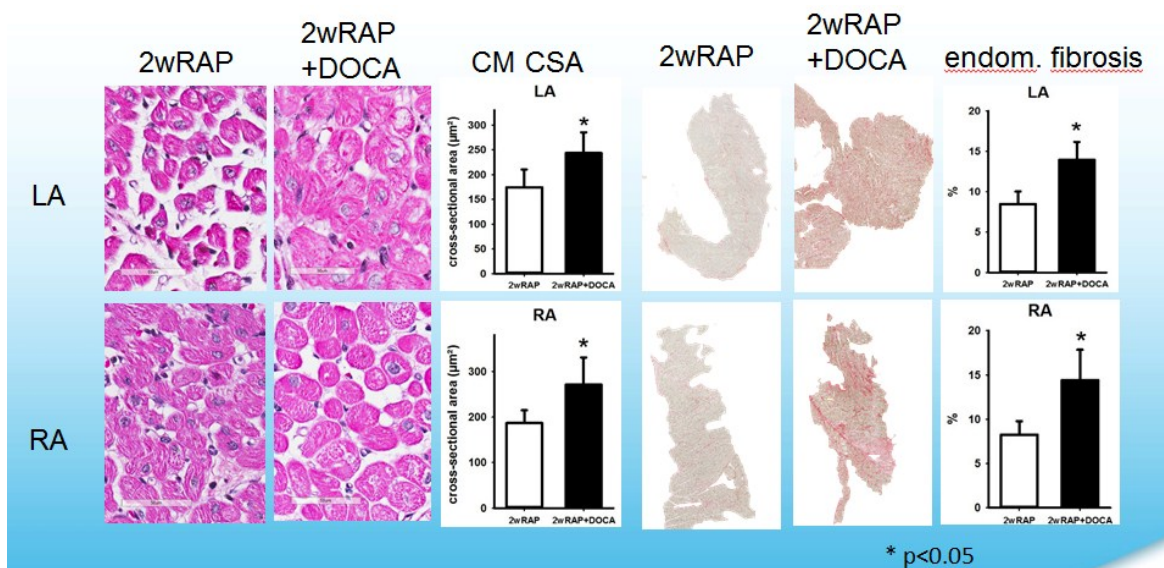 2wRAP
2wRAP
+DOCA
CM CSA
2wRAP
2wRAP
+DOCA
endom. fibrosis
LA
LA
cross-sectional area (µm²)
300
250
200
150
100
50
0
*
2wRAP
2wRAP+DOCA
LA
%
20
15
10
5
0
*
2wRAP
2wRAP+DOCA
RA
RA
cross-sectional area (µm²)
300
200
100
0
*
2wRAP
2wRAP+DOCA
RA
%
20
15
10
5
0
*
2wRAP
2wRAP+DOCA
* p<0.05